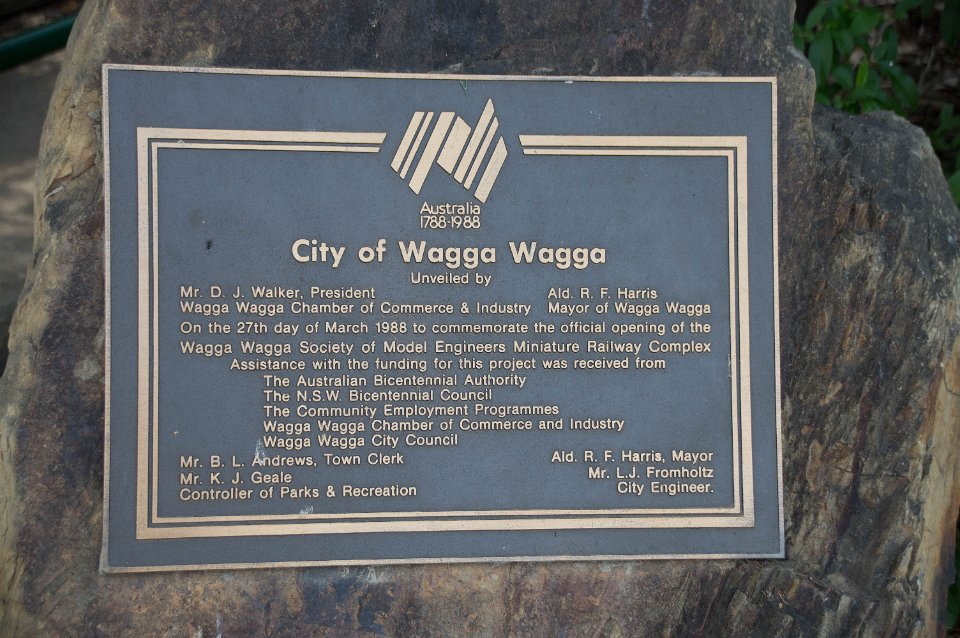 Australia
1788-1988
City of Wagga Wagga
Unveiled by
Mr. D. J. Walker, President Ald. R. F. Harris
Wagga Wagga Chamber of Commerce & Industry Mayor of Wagga Wagga
On the 27th day of March 1988 to commemorate the official opening of the
Wagga Wagga Society of Model Engineers Miniature Railway Complex
Assistance with the funding for this project was received from
The Australian Bicentennial Authority
The N.S.W. Bicentennial Council
The Community Employment Programmes
Wagga Wagga Chamber of Commerce and Industry
Wagga Wagga City Council
Mr. B. L. Andrews, Town Clerk Ald. R. F. Harris, Mayor
Mr. K. J. Geale Mr. L.J. Fromholtz
Controller of Parks & Recreation City Engineer.